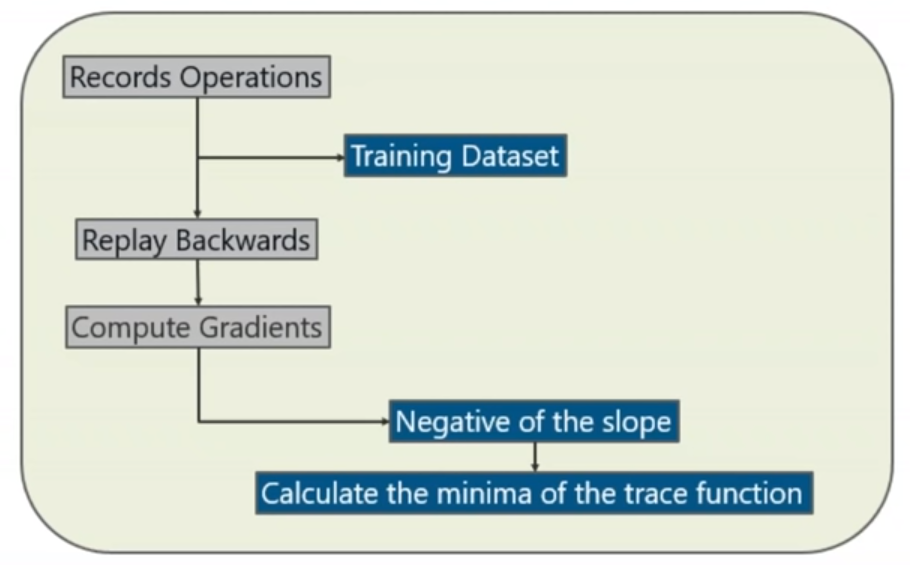 Records Operations
Training Dataset
Replay Backwards
Compute Gradients
Negative of the slope
Calculate the minima of the trace function